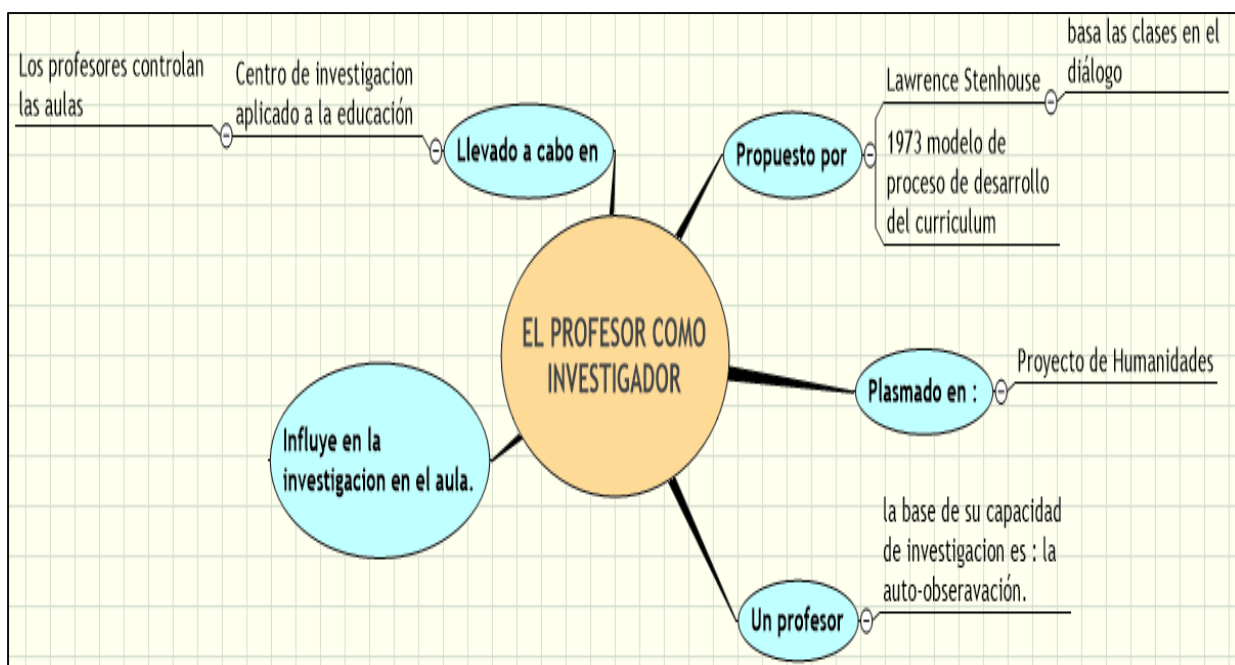 Los profesores controlan
las aulas
Centro de investigacion
aplicado a la educación
Llevado a cabo en
Propuesto por
Lawrence Stenhouse
basa las clases en el
diálogo
1973 modelo de
proceso de desarrollo
del curriculum
EL PROFESOR COMO
INVESTIGADOR
Plasmado en :
Proyecto de Humanidades
Influye en la
investigacion en el aula.
Un profesor
la base de su capacidad
de investigacion es : la
auto-obseravación.